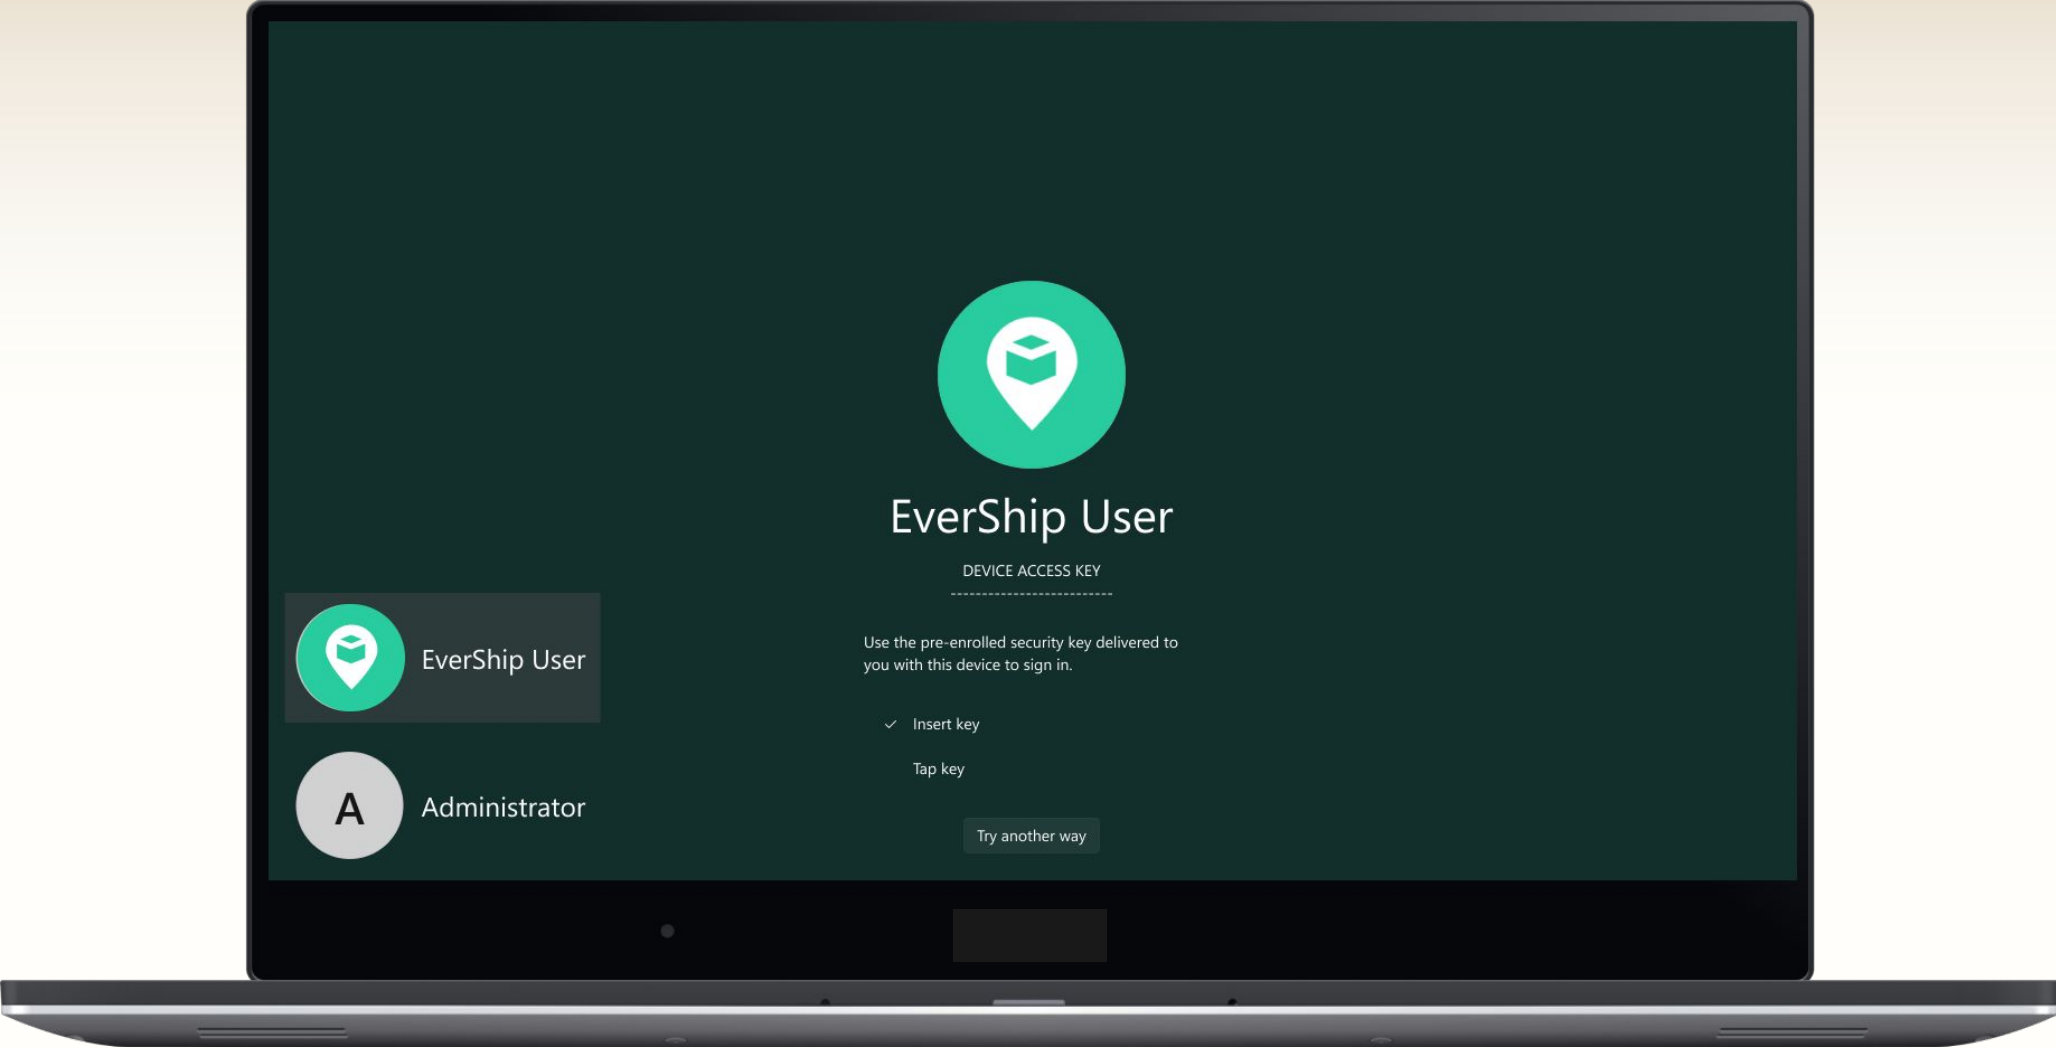 EverShip User
DEVICE ACCESS KEY
--------------------------
Use the pre-enrolled security key delivered to
you with this device to sign in.
Insert key
Tap key
Try another way
EverShip User
A
Administrator